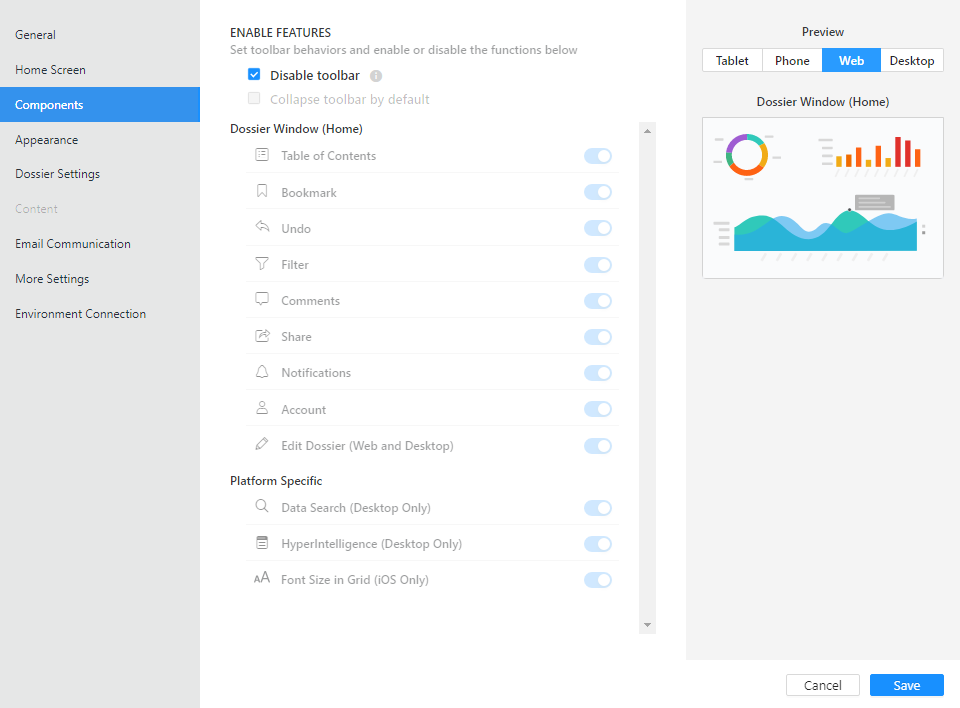 General
Home Screen
Components
Appearance
Dossier Settings
Content
Email Communication
More Settings
Environment Connection
ENABLE FEATURES
Set toolbar behaviors and enable or disable the functions below
Disable toolbar
Collapse toolbar by default
Dossier Window (Home)
Table of Contents
Bookmark
Undo
Filter
Comments
Share
Notifications
Account
Edit Dossier (Web and Desktop)
Platform Specific
Data Search (Desktop Only)
HyperIntelligence (Desktop Only)
Font Size in Grid (iOS Only)
Preview
Tablet Phone Web Desktop
Dossier Window (Home)
Cancel Save